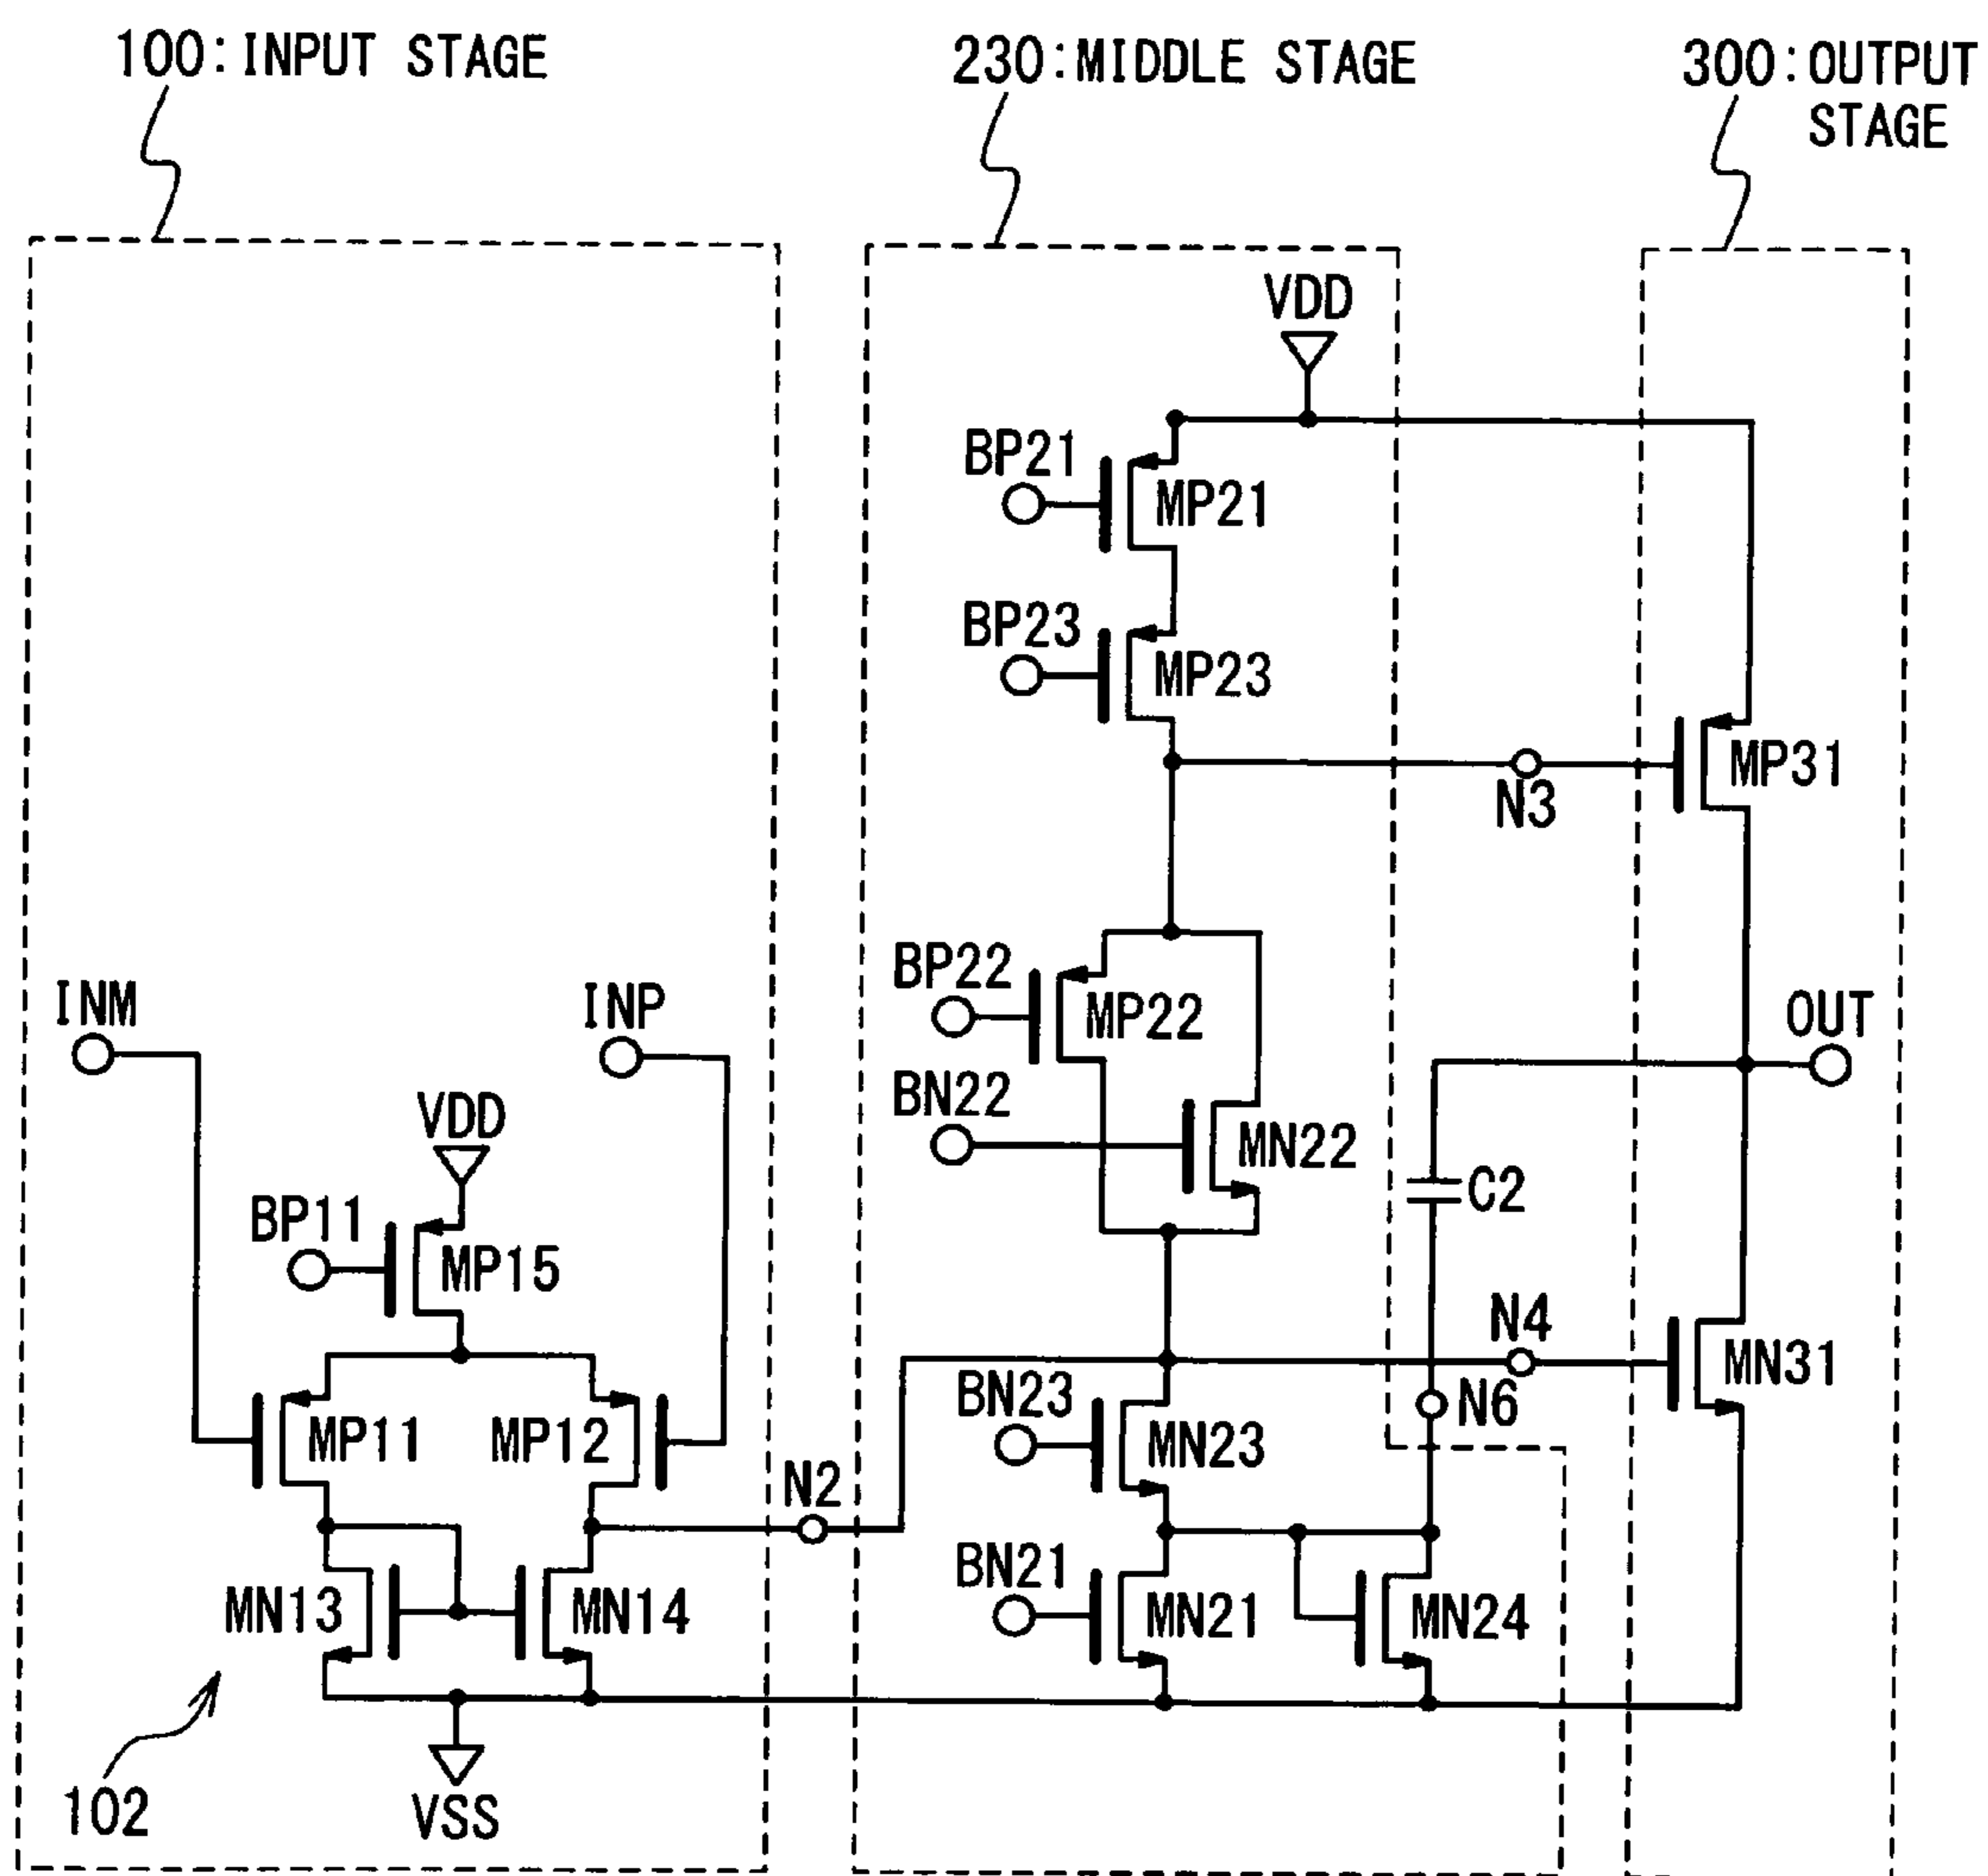 100:INPUT STAGE
230:MIDDLE STAGE
300:OUTPUT
STAGE
VDD
BP21
MP21
BP23
MP23
MP31
N3
BP22
MP22
INM
INP
OUT
BN22
MN22
VDD
C2
BP11
MP15
N4
MN31
BN23
N6
MP11
MP12
MN23
N2
BN21
MN13
MN14
MN21
MN24
102
VSS